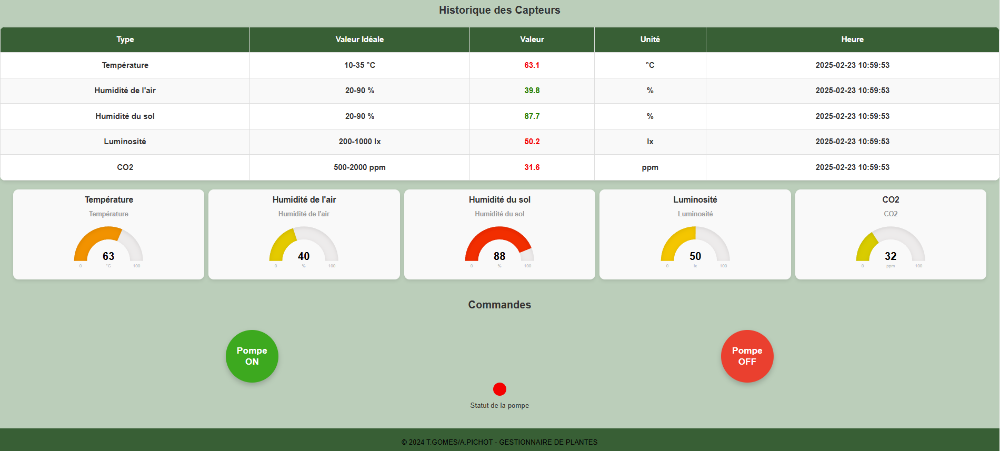 Historique des Capteurs
Type Valeur Idéale Valeur Unité Heure
Température 10-35 °C 63.1 °C 2025-02-23 10:59:53
Humidité de l'air 20-90 % 39.8 % 2025-02-23 10:59:53
Humidité du sol 20-90 % 87.7 % 2025-02-23 10:59:53
Luminosité 200-1000 lx 50.2 lx 2025-02-23 10:59:53
CO2 500-2000 ppm 31.6 ppm 2025-02-23 10:59:53
Température
Température
63
0 °C 100
Humidité de l'air
Humidité de l'air
40
0 % 100
Humidité du sol
Humidité du sol
88
0 % 100
Luminosité
Luminosité
50
0 lx 100
CO2
CO2
32
0 ppm 100
Commandes
Pompe
ON
Pompe
OFF
Statut de la pompe
© 2024 T.GOMES/A.PICHOT - GESTIONNAIRE DE PLANTES